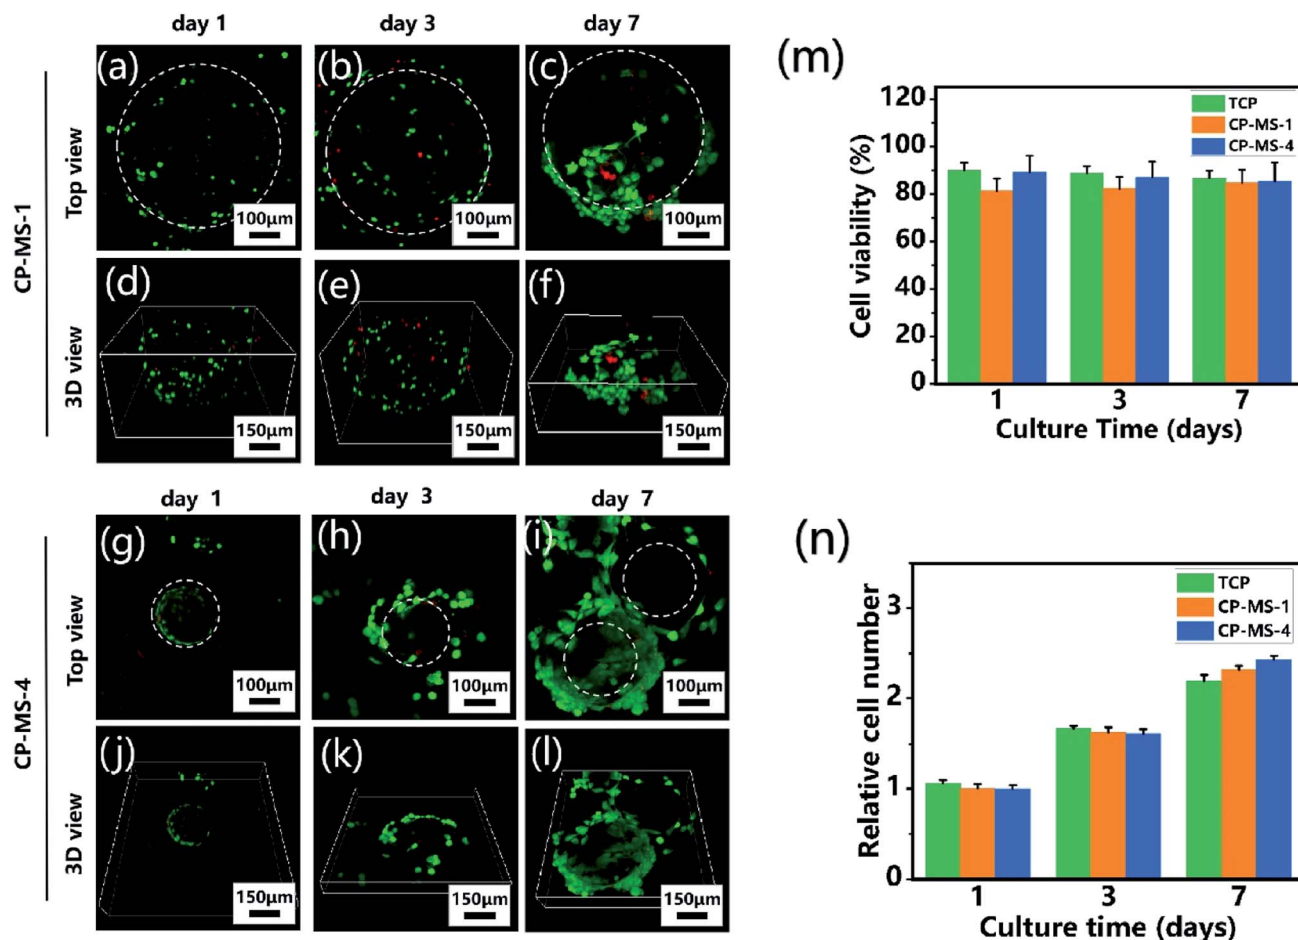 day 1 day 3 day 7
CP-MS-1
Top view
(a) (b) (c)
100μm 100μm 100μm
3D view
(d) (e) (f)
150μm 150μm 150μm
day 1 day 3 day 7
CP-MS-4
Top view
(g) (h) (i)
100μm 100μm 100μm
3D view
(j) (k) (l)
150μm 150μm 150μm
(m)
Cell viability (%)
120
100
80
60
40
20
0
TCP
CP-MS-1
CP-MS-4
1 3 7
Culture Time (days)
(n)
Relative cell number
3
2
1
0
TCP
CP-MS-1
CP-MS-4
1 3 7
Culture time (days)